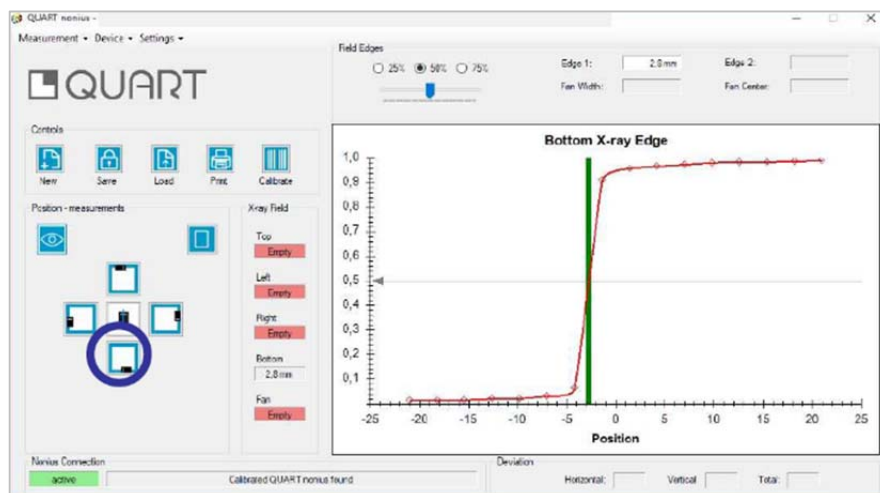 QUART nonius -
Measurement Device Settings
Field Edges
25% 50% 75%
Edge 1: 2,8 mm Edge 2:
Fan Width: Fan Center:
QUART
Controls
New Save Load Print Calibrate
Position - measurements
X-ray Field
Top
Empty
Left
Empty
Right
Empty
Bottom
2,8 mm
Fan
Empty
Bottom X-ray Edge
1,0
0,9
0,8
0,7
0,6
0,5
0,4
0,3
0,2
0,1
-25 -20 -15 -10 -5 0 5 10 15 20 25
Position
Nonius Connection
active Calibrated QUART nonius found
Deviation
Horizontal: Vertical Total: